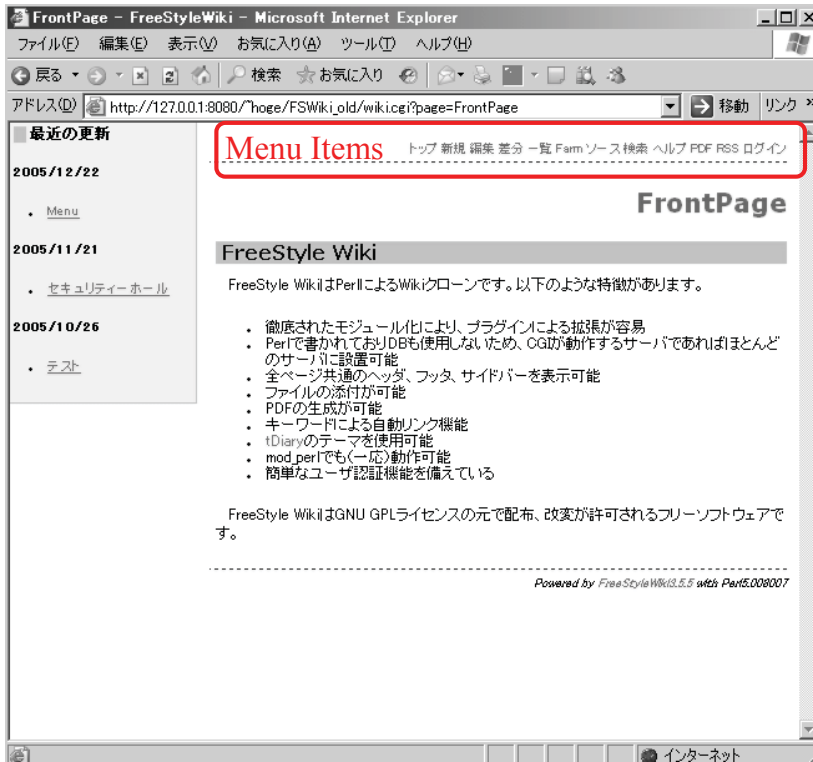 FrontPage - FreeStyleWiki - Microsoft Internet Explorer
ファイル(F) 編集(E) 表示(V) お気に入り(A) ツール(T) ヘルプ(H)
戻る 検索 お気に入り
アドレス(D) http://127.0.0.1:8080/~hoge/FSWiki_old/wiki.cgi?page=FrontPage 移動 リンク »
最近の更新
2005/12/22
Menu
2005/11/21
セキュリティーホール
2005/10/26
テスト
Menu Items
トップ 新規 編集 差分 一覧 Farm ソース 検索 ヘルプ PDF RSS ログイン
FrontPage
FreeStyle Wiki
FreeStyle WikiはPerlによるWikiクローンです。以下のような特徴があります。
徹底されたモジュール化により、プラグインによる拡張が容易
Perlで書かれておりDBも使用しないため、CGIが動作するサーバであればほとんど
のサーバに設置可能
全ページ共通のヘッダ、フッタ、サイドバーを表示可能
ファイルの添付が可能
PDFの生成が可能
キーワードによる自動リンク機能
tDiaryのテーマを使用可能
mod_perlでも(一応)動作可能
簡単なユーザ認証機能を備えている
FreeStyle WikiはGNU GPLライセンスの元で配布、改変が許可されるフリーソフトウェアで
す。
Powered by FreeStyleWiki3.5.5 with Perl5.008007
インターネット